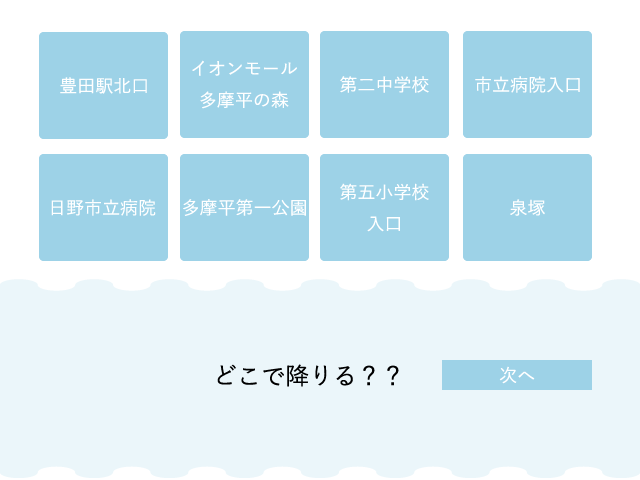 豊田駅北口
イオンモール
多摩平の森
第二中学校
市立病院入口
日野市立病院
多摩平第一公園
第五小学校
入口
泉塚
どこで降りる？？
次へ